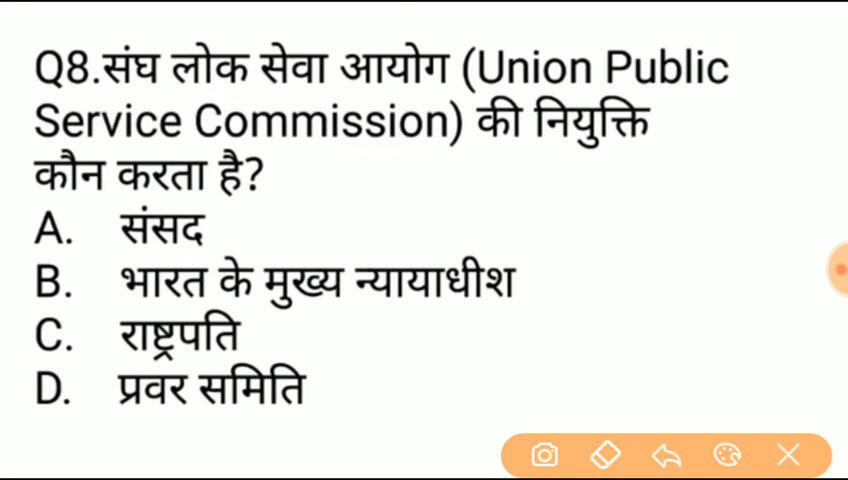 Q8.संघ लोक सेवा आयोग (Union Public
Service Commission) की नियुक्ति
कौन करता है?
A. संसद
B. भारत के मुख्य न्यायाधीश
C. राष्ट्रपति
D. प्रवर समिति